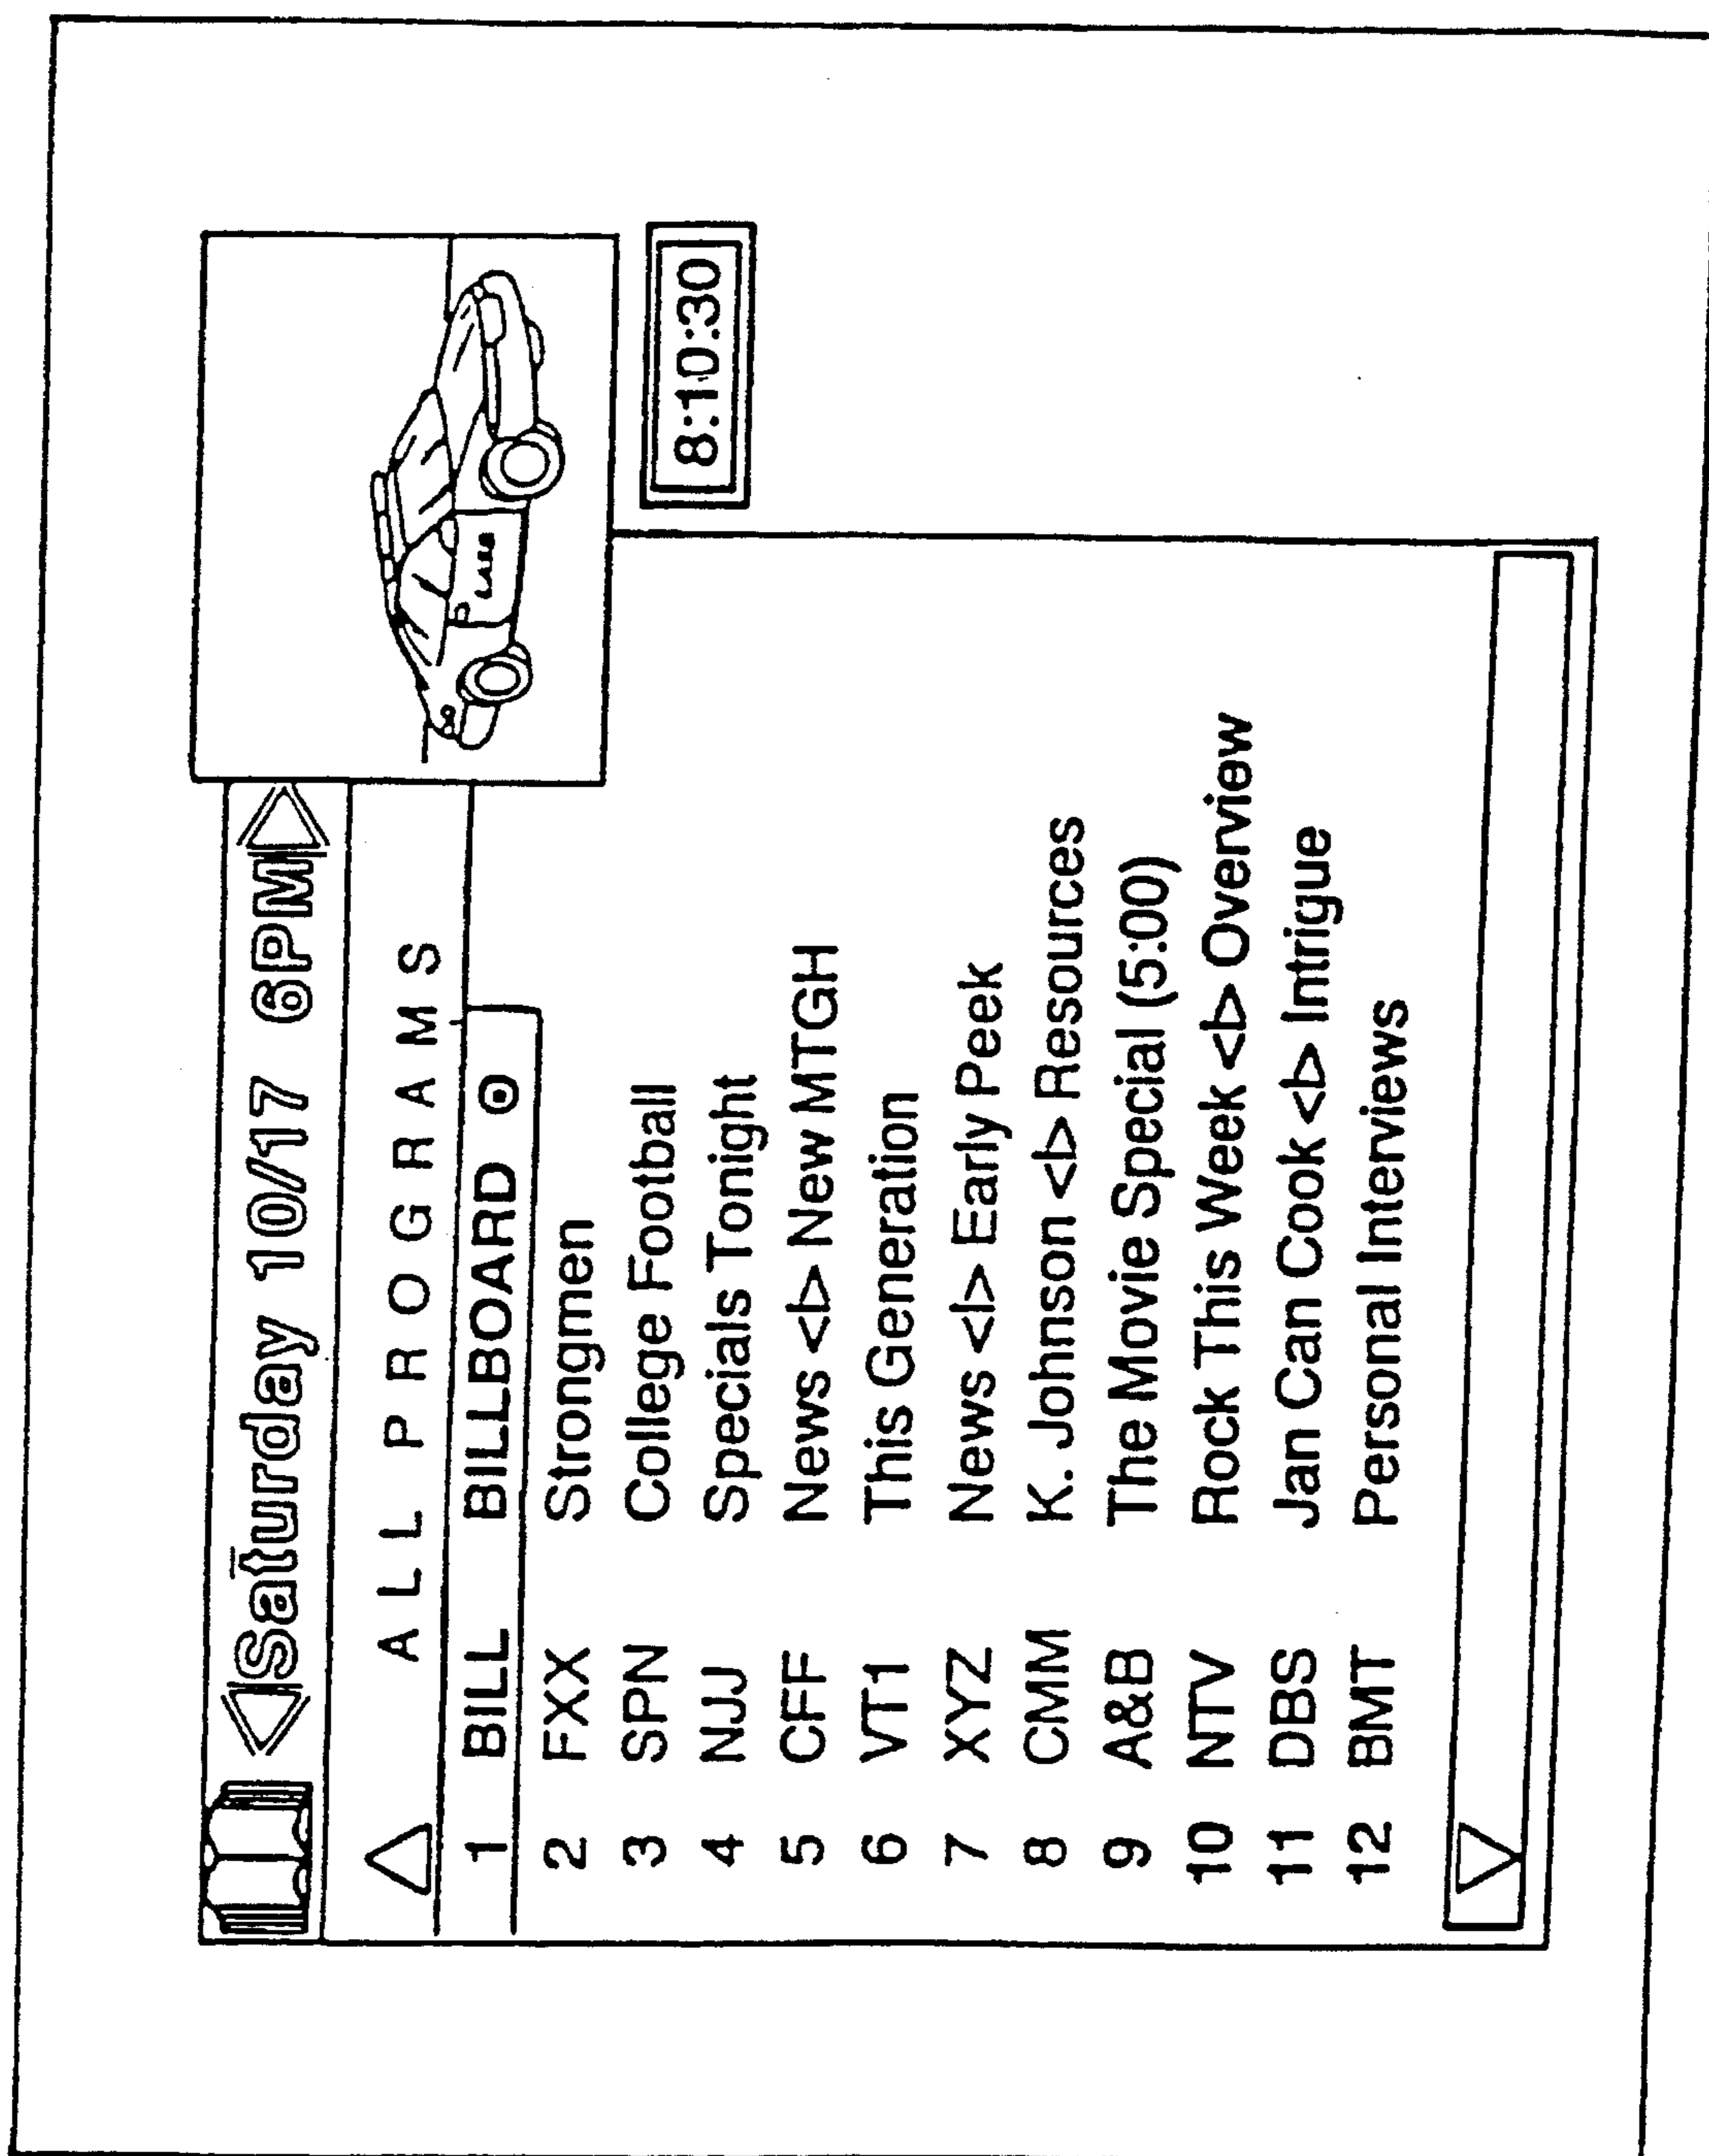 Saturday 10/17 6PM
8:10:30
ALL PROGRAMS
1 BILL BILLBOARD
2 FXX Strongmen
3 SPN College Football
4 NJJ Specials Tonight
5 CFF News <b> New MTGH
6 VT1 This Generation
7 XYZ News <l> Early Peek
8 CMM K. Johnson <b> Resources
9 A&B The Movie Special (5:00)
10 NTV Rock This Week <b> Overview
11 DBS Jan Can Cook <b> Intrigue
12 BMT Personal Interviews